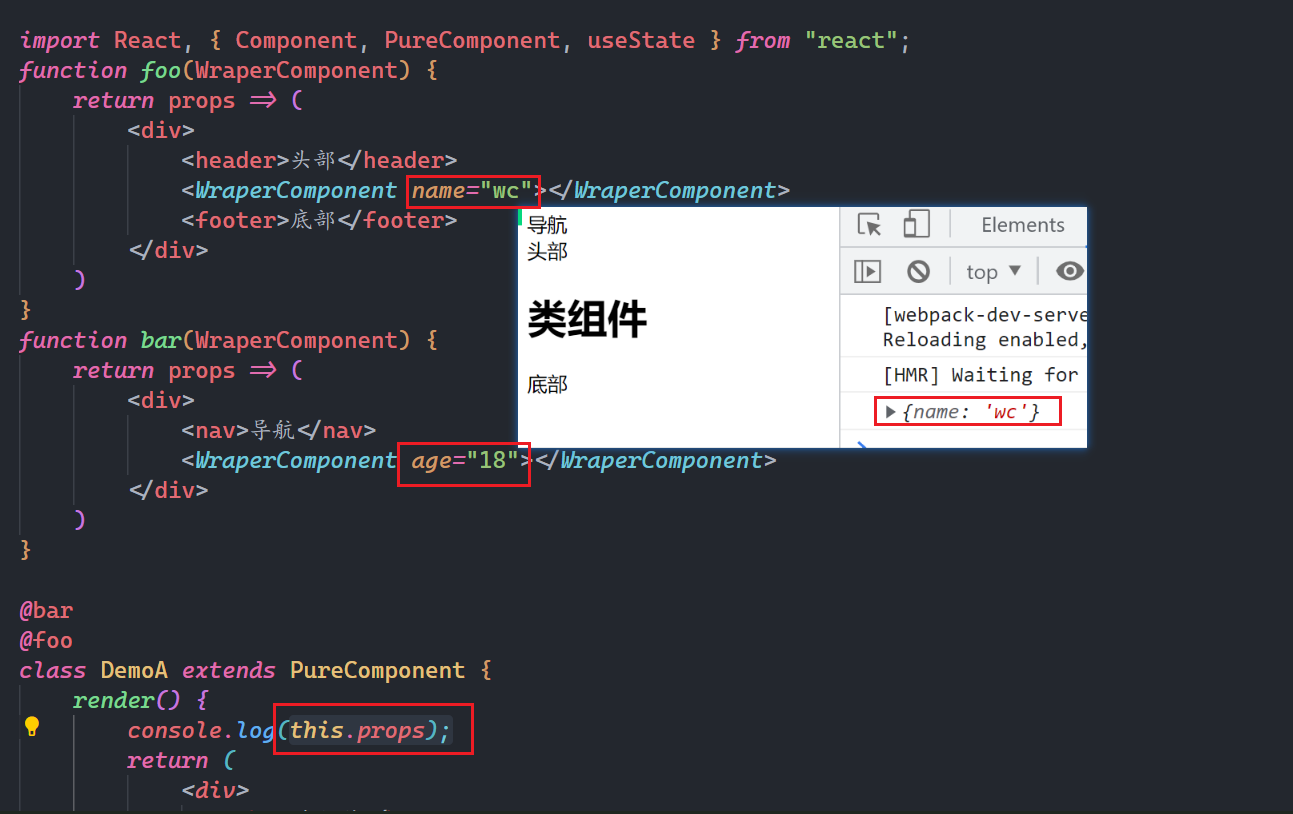 import React, { Component, PureComponent, useState } from "react";
function foo(WraperComponent) {
return props => (
<div>
<header>头部</header>
<WraperComponent name="wc"></WraperComponent>
<footer>底部</footer>
</div>
)
}
function bar(WraperComponent) {
return props => (
<div>
<nav>导航</nav>
<WraperComponent age="18"></WraperComponent>
</div>
)
}
@bar
@foo
class DemoA extends PureComponent {
render() {
console.log(this.props);
return (
<div>
导航
头部
类组件
底部
Elements
top
[webpack-dev-serve
Reloading enabled,
[HMR] Waiting for
{name: 'wc'}